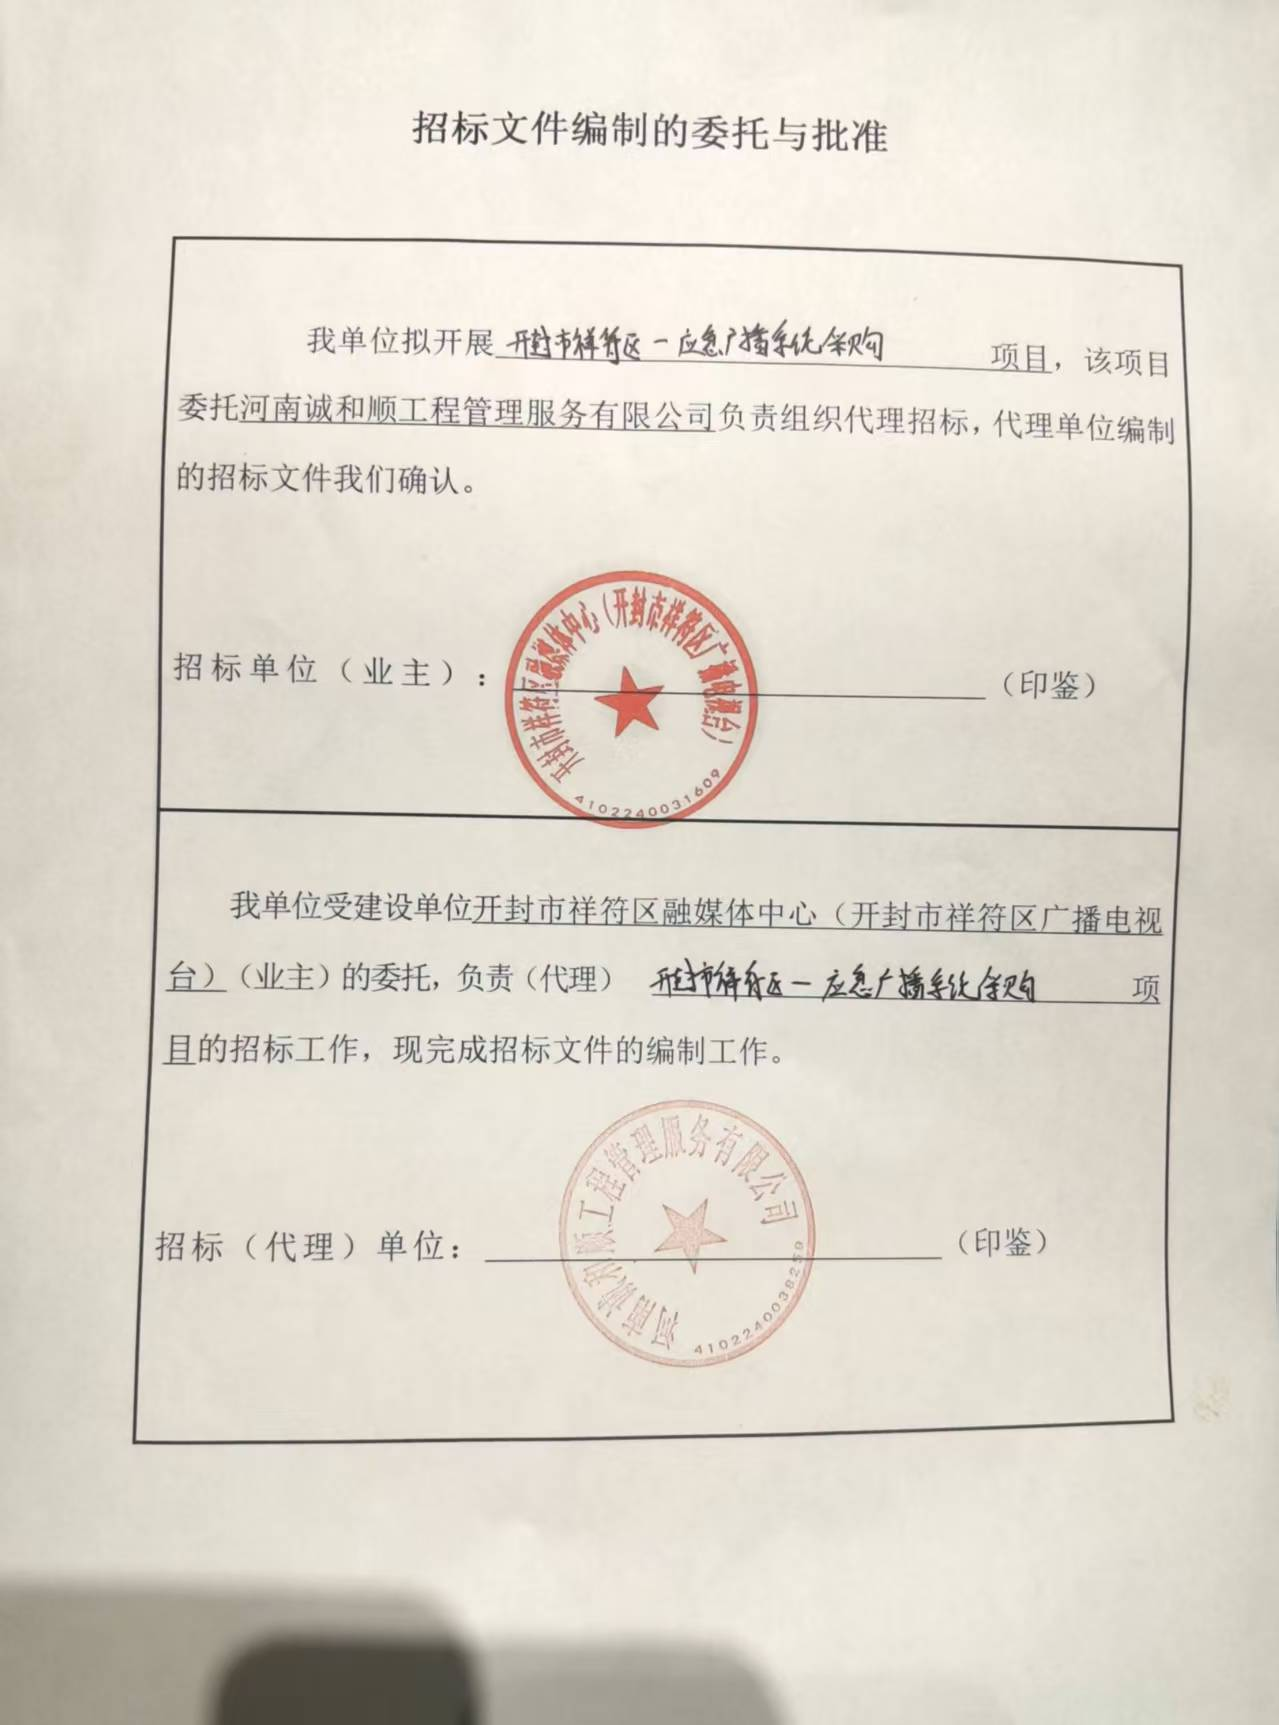 招标文件编制的委托与批准
我单位拟开展开封市祥符区一应急广播系统采购 项目，该项目
委托河南诚和顺工程管理服务有限公司负责组织代理招标，代理单位编制
的招标文件我们确认。
开封市祥符区融媒体中心（开封市祥符区广播电视台）
招标单位（业主）： （印鉴）
4102240031609
我单位受建设单位开封市祥符区融媒体中心（开封市祥符区广播电视
台）（业主）的委托，负责（代理） 开封市祥符区一应急广播系统采购 项
目的招标工作，现完成招标文件的编制工作。
河南诚和顺工程管理服务有限公司
招标（代理）单位： （印鉴）
4102240038259